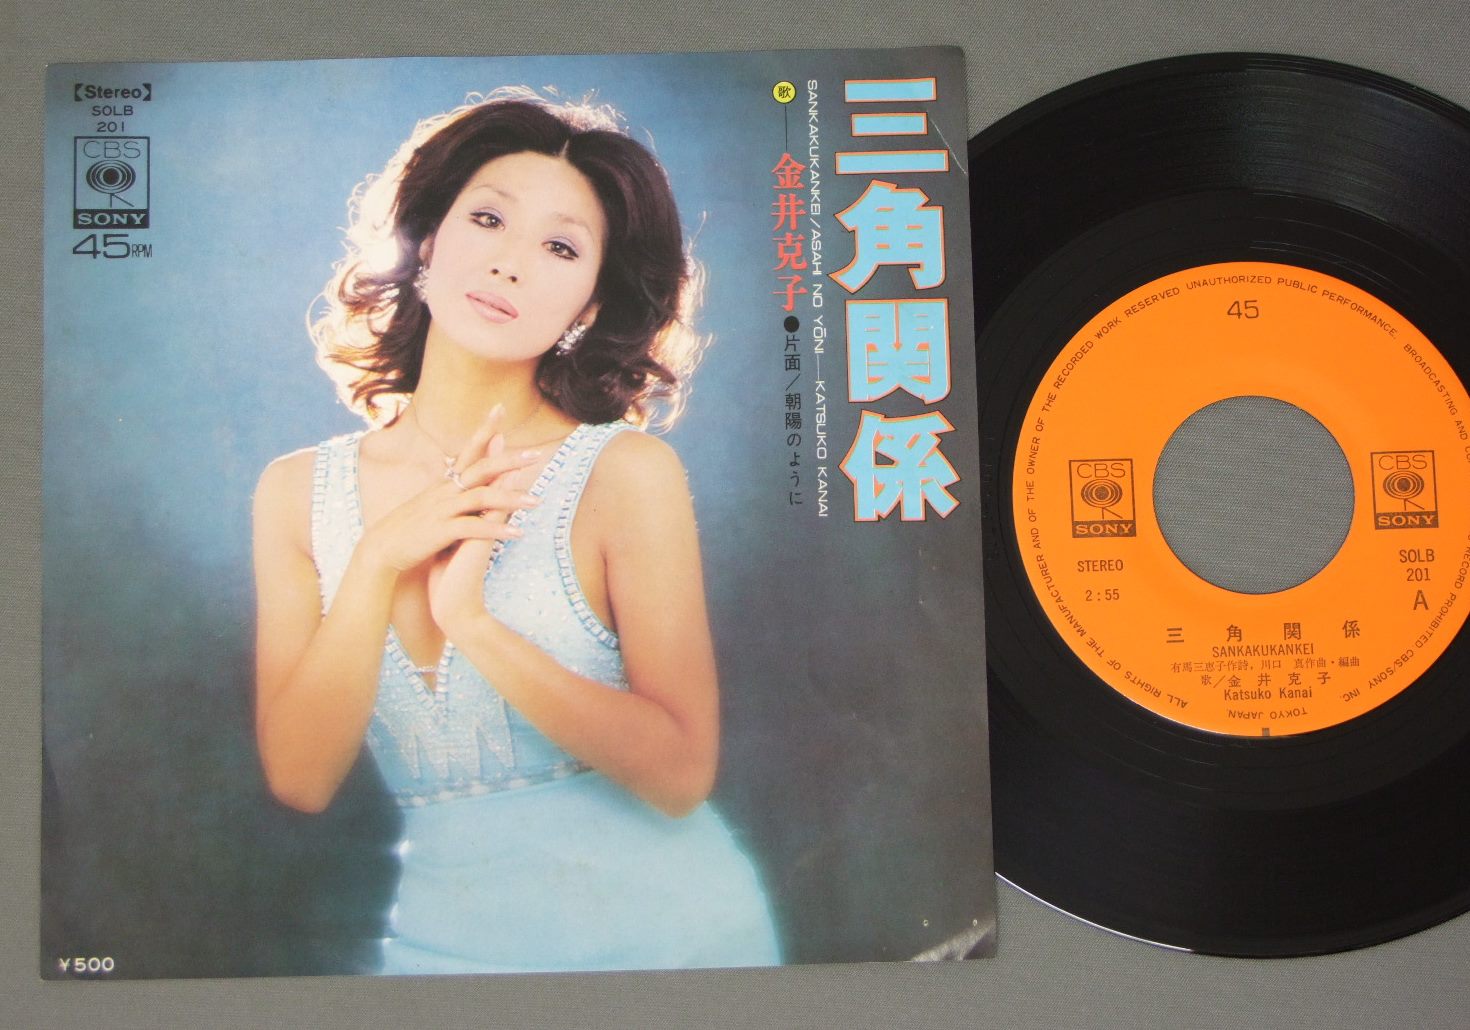 【Stereo】
SOLB
201
CBS
SONY
45RPM
三角関係
SANKAKUKANKEI/ASAHI NO YŌNI—KATSUKO KANAI
歌—金井克子●片面/朝陽のように
¥500
ALL RIGHTS OF THE MANUFACTURER AND OF THE OWNER OF THE RECORDED WORK RESERVED UNAUTHORIZED PUBLIC PERFORMANCE. BROADCASTING AND
RECORD PROHIBITED CBS/SONY INC. TOKYO JAPAN.
45
CBS
SONY
CBS
SONY
STEREO
2:55
SOLB
201
A
三角関係
SANKAKUKANKEI
有馬三恵子作詩，川口 真作曲・編曲
歌/金井克子
Katsuko Kanai